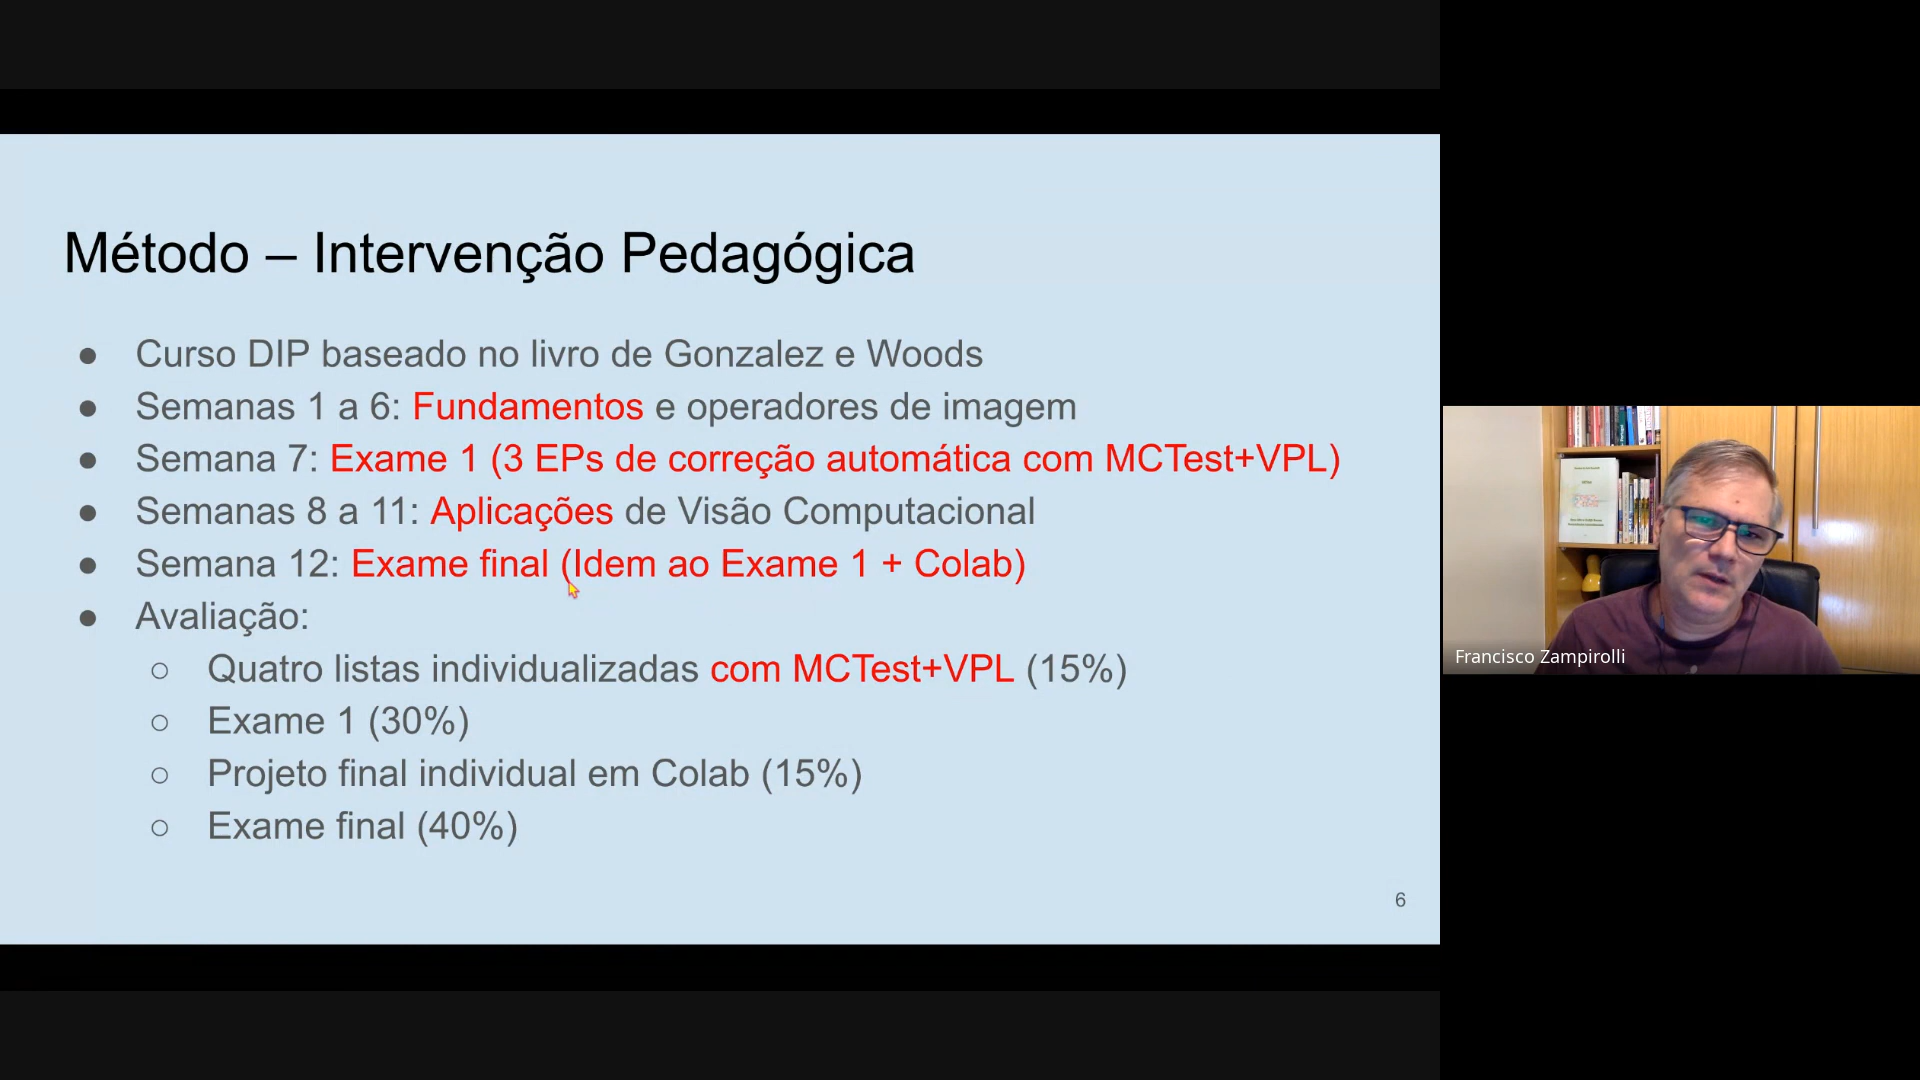 Método – Intervenção Pedagógica
● Curso DIP baseado no livro de Gonzalez e Woods
● Semanas 1 a 6: Fundamentos e operadores de imagem
● Semana 7: Exame 1 (3 EPs de correção automática com MCTest+VPL)
● Semanas 8 a 11: Aplicações de Visão Computacional
● Semana 12: Exame final (Idem ao Exame 1 + Colab)
● Avaliação:
○ Quatro listas individualizadas com MCTest+VPL (15%)
○ Exame 1 (30%)
○ Projeto final individual em Colab (15%)
○ Exame final (40%)
6
Francisco Zampirolli